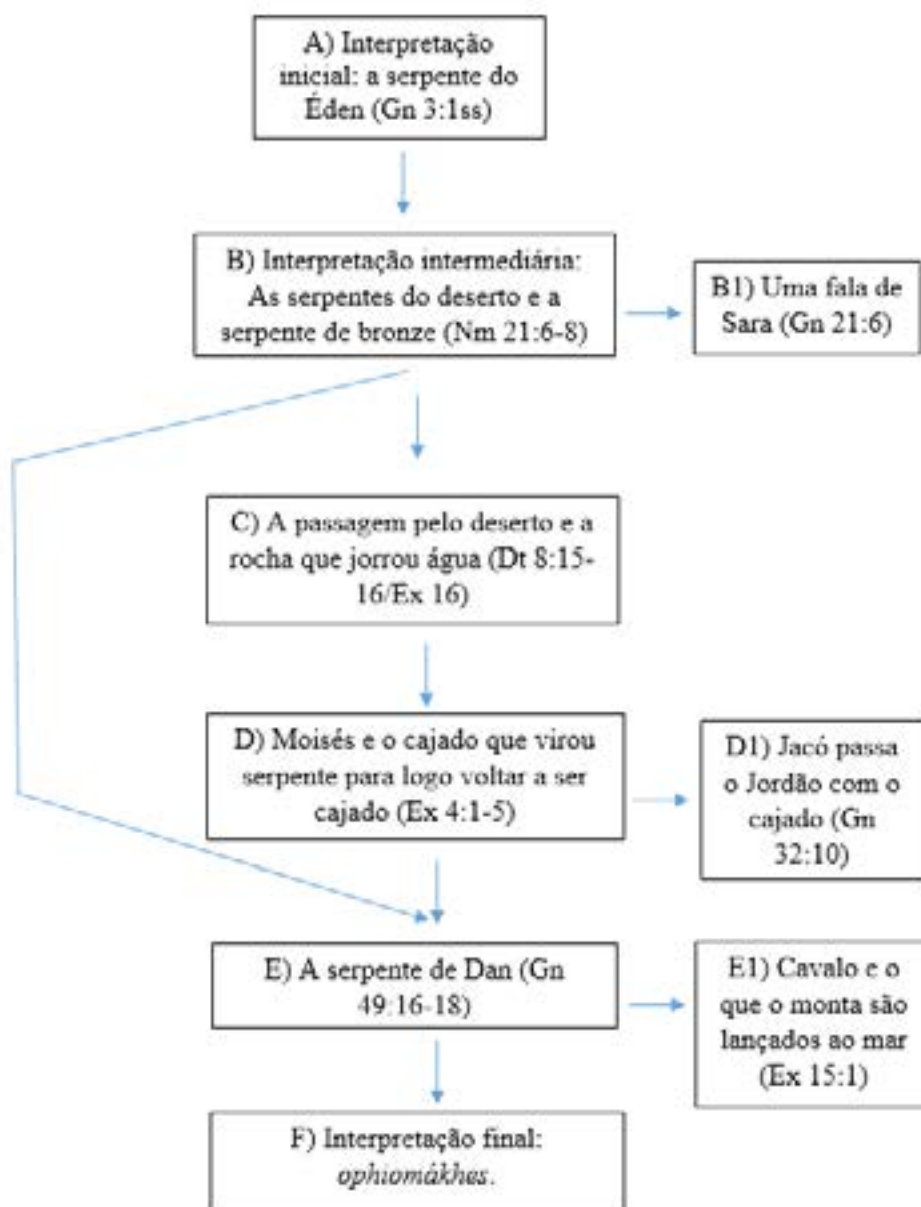 A) Interpretação
inicial: a serpente do
Éden (Gn 3:1ss)
B) Interpretação intermediária:
As serpentes do deserto e a
serpente de bronze (Nm 21:6-8)
B1) Uma fala de
Sara (Gn 21:6)
C) A passagem pelo deserto e a
rocha que jorrou água (Dt 8:15-
16/Ex 16)
D) Moisés e o cajado que virou
serpente para logo voltar a ser
cajado (Ex 4:1-5)
D1) Jacó passa
o Jordão com o
cajado (Gn
32:10)
E) A serpente de Dan (Gn
49:16-18)
E1) Cavalo e o
que o monta são
lançados ao mar
(Ex 15:1)
F) Interpretação final:
ophiomákhes.